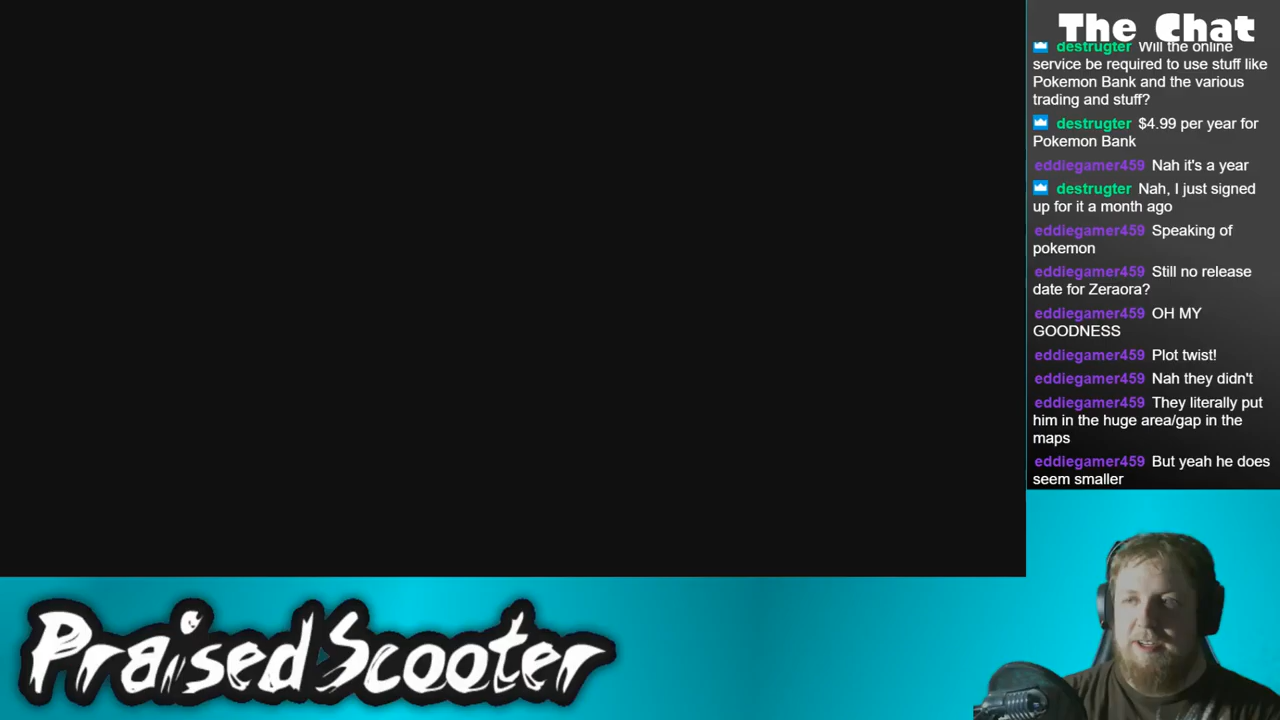 The Chat
destrugter Will the online
service be required to use stuff like
Pokemon Bank and the various
trading and stuff?
destrugter $4.99 per year for
Pokemon Bank
eddiegamer459 Nah it's a year
destrugter Nah, I just signed
up for it a month ago
eddiegamer459 Speaking of
pokemon
eddiegamer459 Still no release
date for Zeraora?
eddiegamer459 OH MY
GOODNESS
eddiegamer459 Plot twist!
eddiegamer459 Nah they didn't
eddiegamer459 They literally put
him in the huge area/gap in the
maps
eddiegamer459 But yeah he does
seem smaller
PraisedScooter